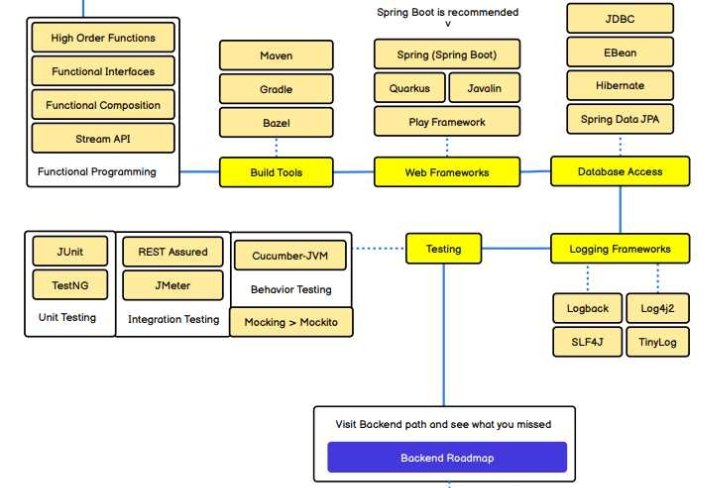 Spring Boot is recommended
v
High Order Functions
Functional Interfaces
Functional Composition
Stream API
Functional Programming
Maven
Gradle
Bazel
Build Tools
Spring (Spring Boot)
Quarkus
Javalin
Play Framework
Web Frameworks
JDBC
EBean
Hibernate
Spring Data JPA
Database Access
JUnit
TestNG
Unit Testing
REST Assured
JMeter
Integration Testing
Cucumber-JVM
Behavior Testing
Mocking > Mockito
Testing
Logging Frameworks
Logback
Log4j2
SLF4J
TinyLog
Visit Backend path and see what you missed
Backend Roadmap